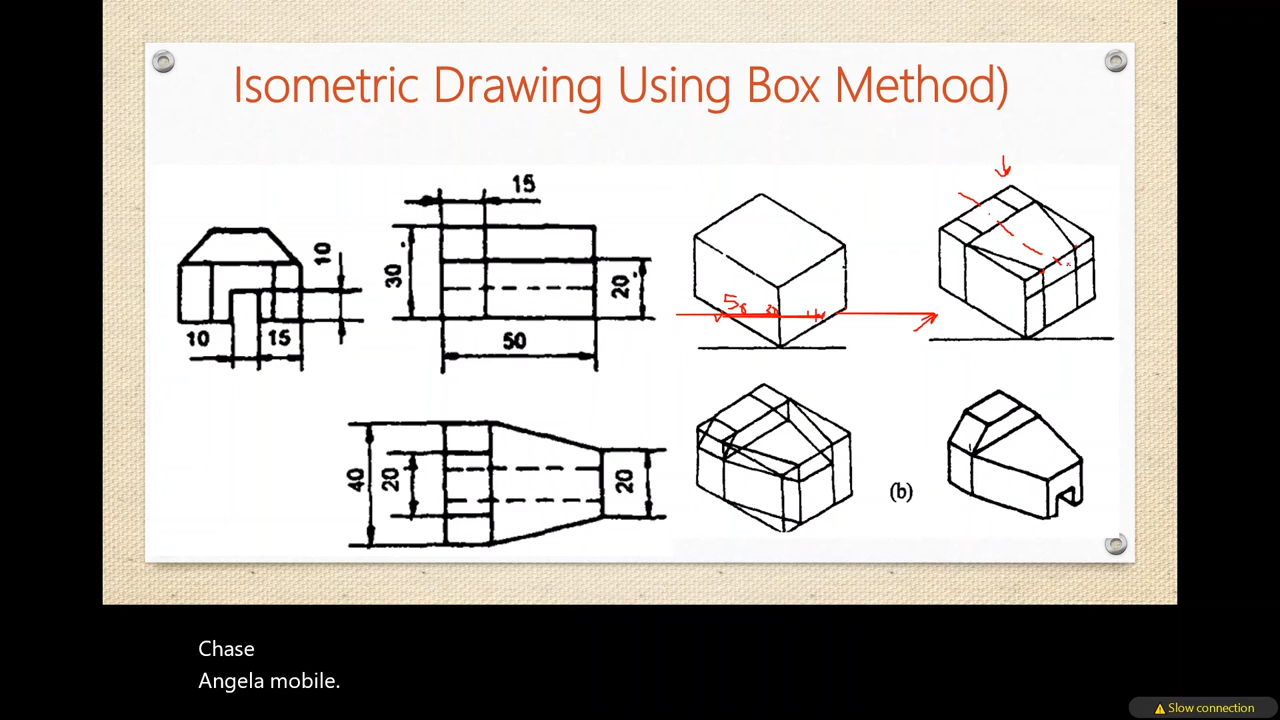 Isometric Drawing Using Box Method)
15
10
30
20
10
15
50
40
20
20
(b)
Chase
Angela mobile.
Slow connection